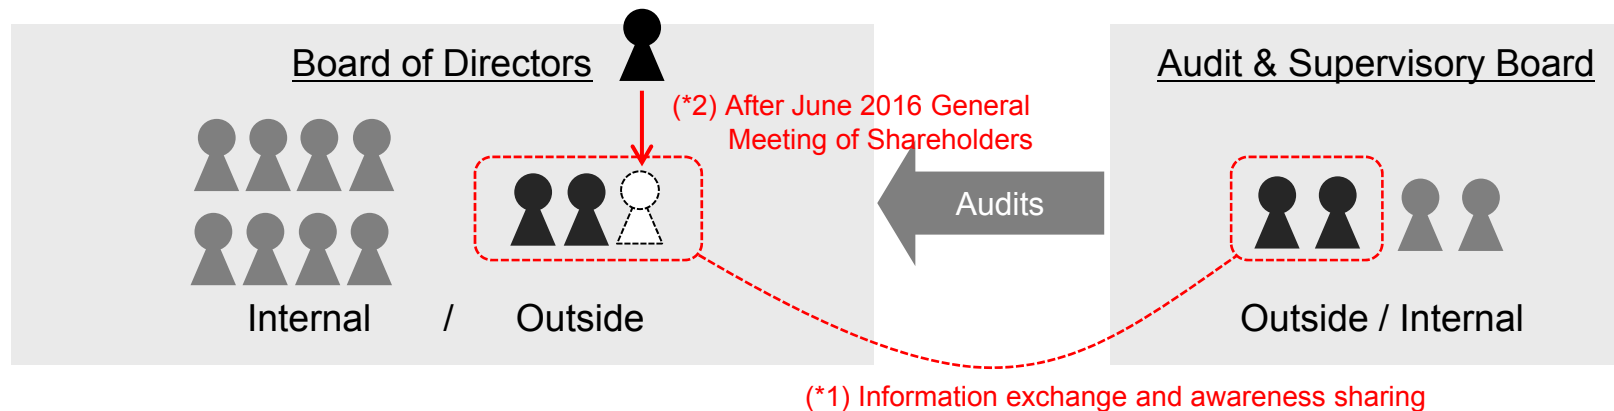 Board of Directors
Audit & Supervisory Board
(*2) After June 2016 General
Meeting of Shareholders
Audits
Internal / Outside
Outside / Internal
(*1) Information exchange and awareness sharing